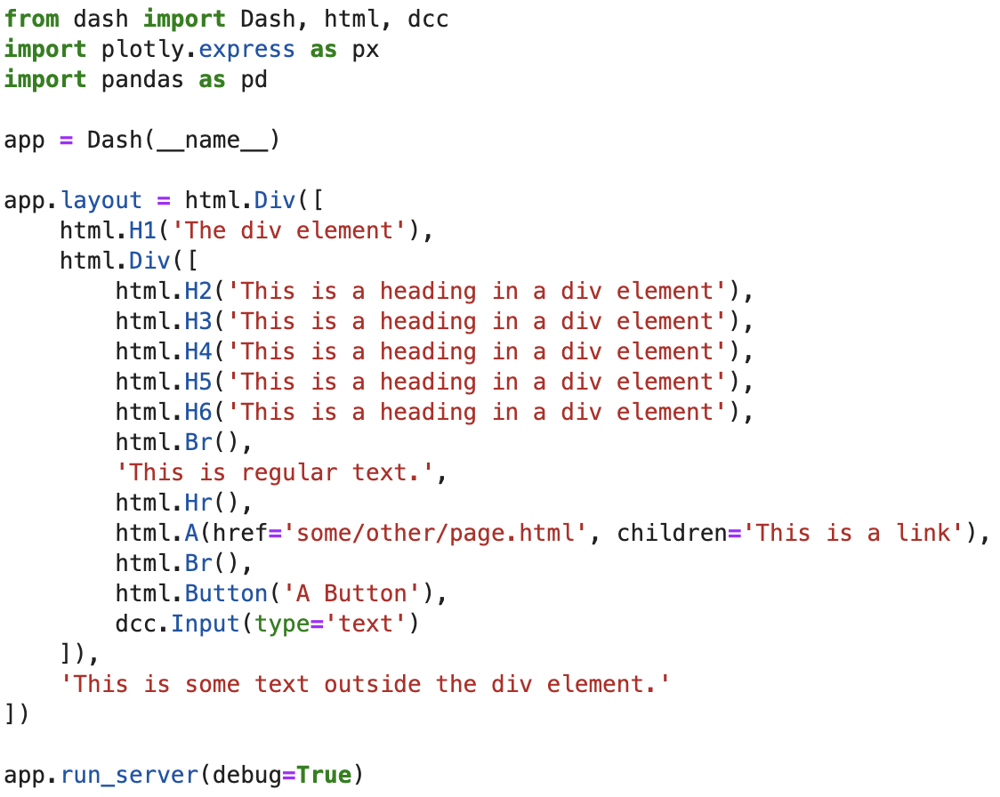 from dash import Dash, html, dcc
import plotly.express as px
import pandas as pd

app = Dash(__name__)

app.layout = html.Div([
    html.H1('The div element'),
    html.Div([
        html.H2('This is a heading in a div element'),
        html.H3('This is a heading in a div element'),
        html.H4('This is a heading in a div element'),
        html.H5('This is a heading in a div element'),
        html.H6('This is a heading in a div element'),
        html.Br(),
        'This is regular text.',
        html.Hr(),
        html.A(href='some/other/page.html', children='This is a link'),
        html.Br(),
        html.Button('A Button'),
        dcc.Input(type='text')
    ]),
    'This is some text outside the div element.'
])

app.run_server(debug=True)